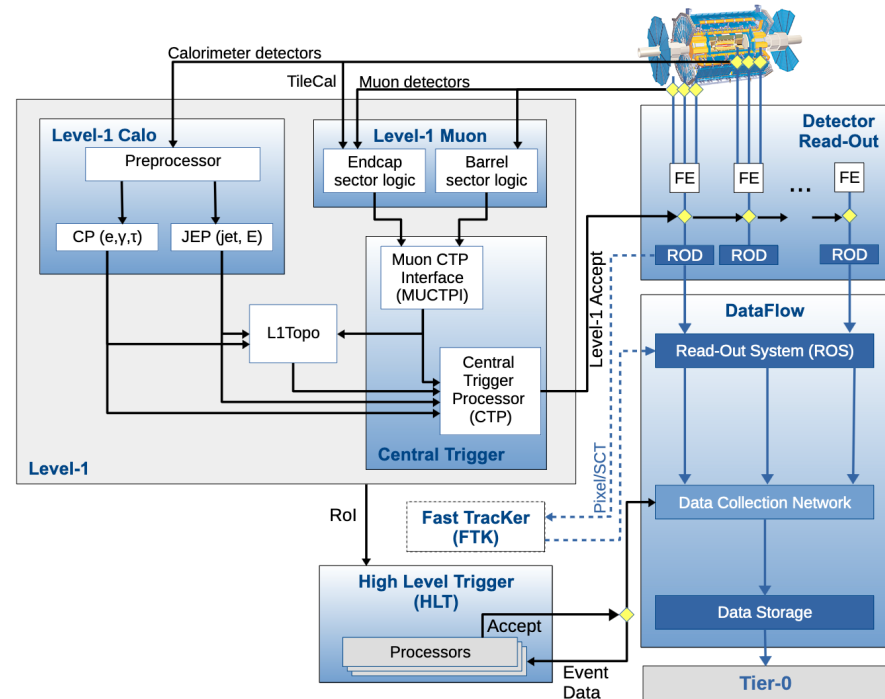 Calorimeter detectors
TileCal
Muon detectors
Level-1 Calo
Preprocessor
CP (e,γ,τ)
JEP (jet, E)
Level-1 Muon
Endcap
sector logic
Barrel
sector logic
Detector
Read-Out
FE
FE
...
FE
ROD
ROD
ROD
Muon CTP
Interface
(MUCTPI)
L1Topo
Central
Trigger
Processor
(CTP)
Central Trigger
Level-1
Level-1 Accept
DataFlow
Read-Out System (ROS)
Pixel/SCT
Data Collection Network
RoI
Fast TracKer
(FTK)
High Level Trigger
(HLT)
Accept
Processors
Event
Data
Data Storage
Tier-0